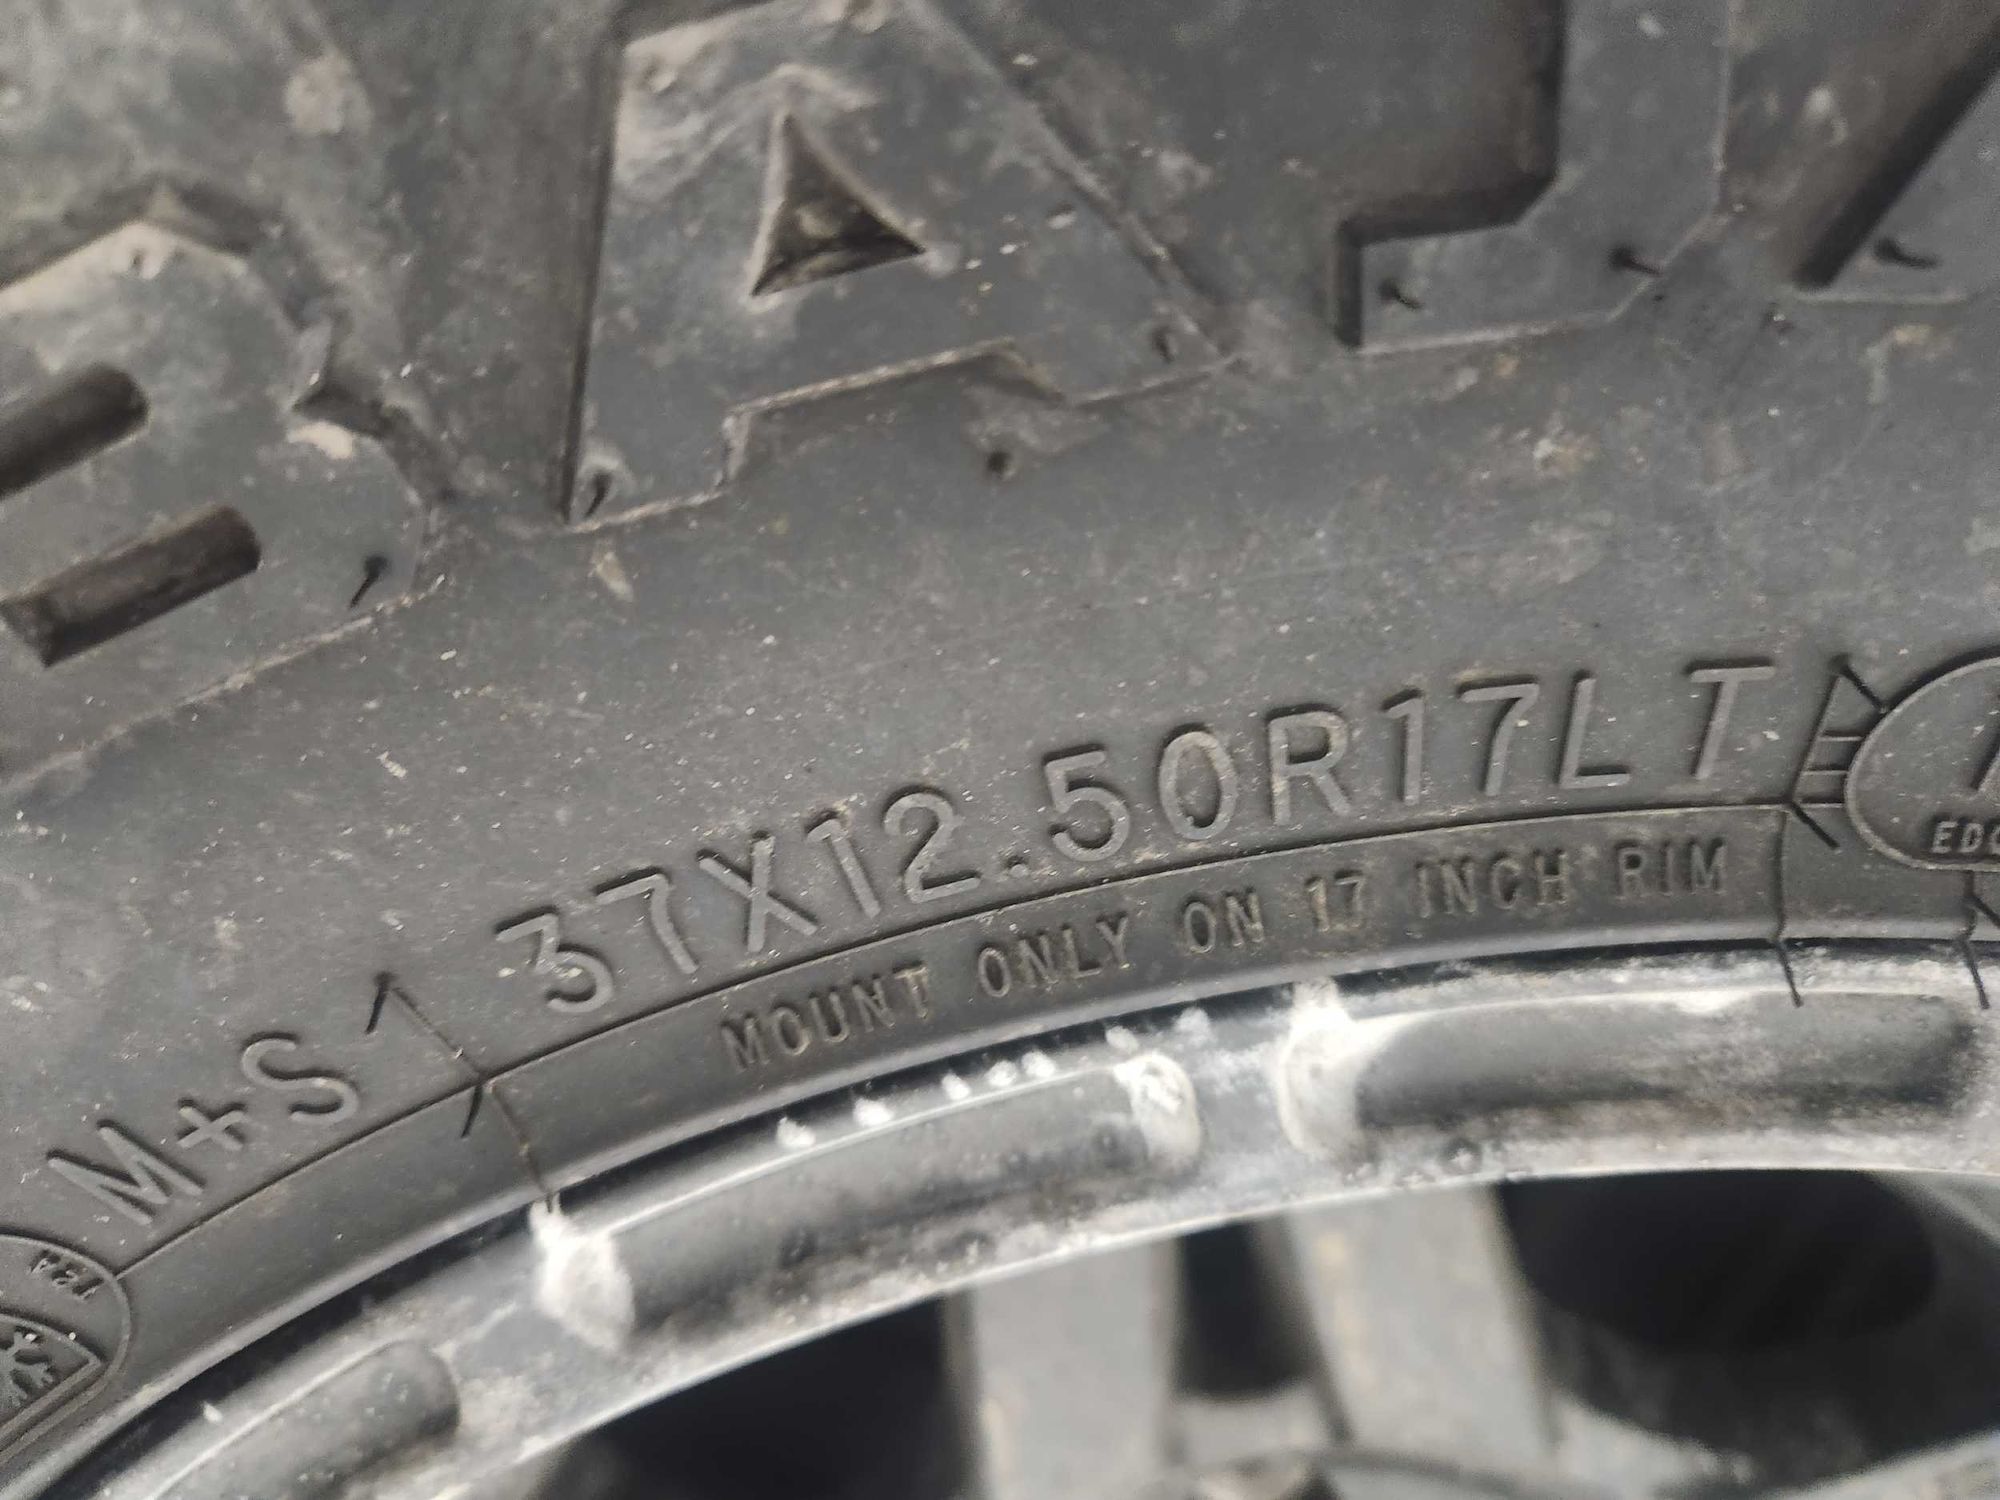 37X12.50R17LT
MOUNT ONLY ON 17 INCH RIM
M+S